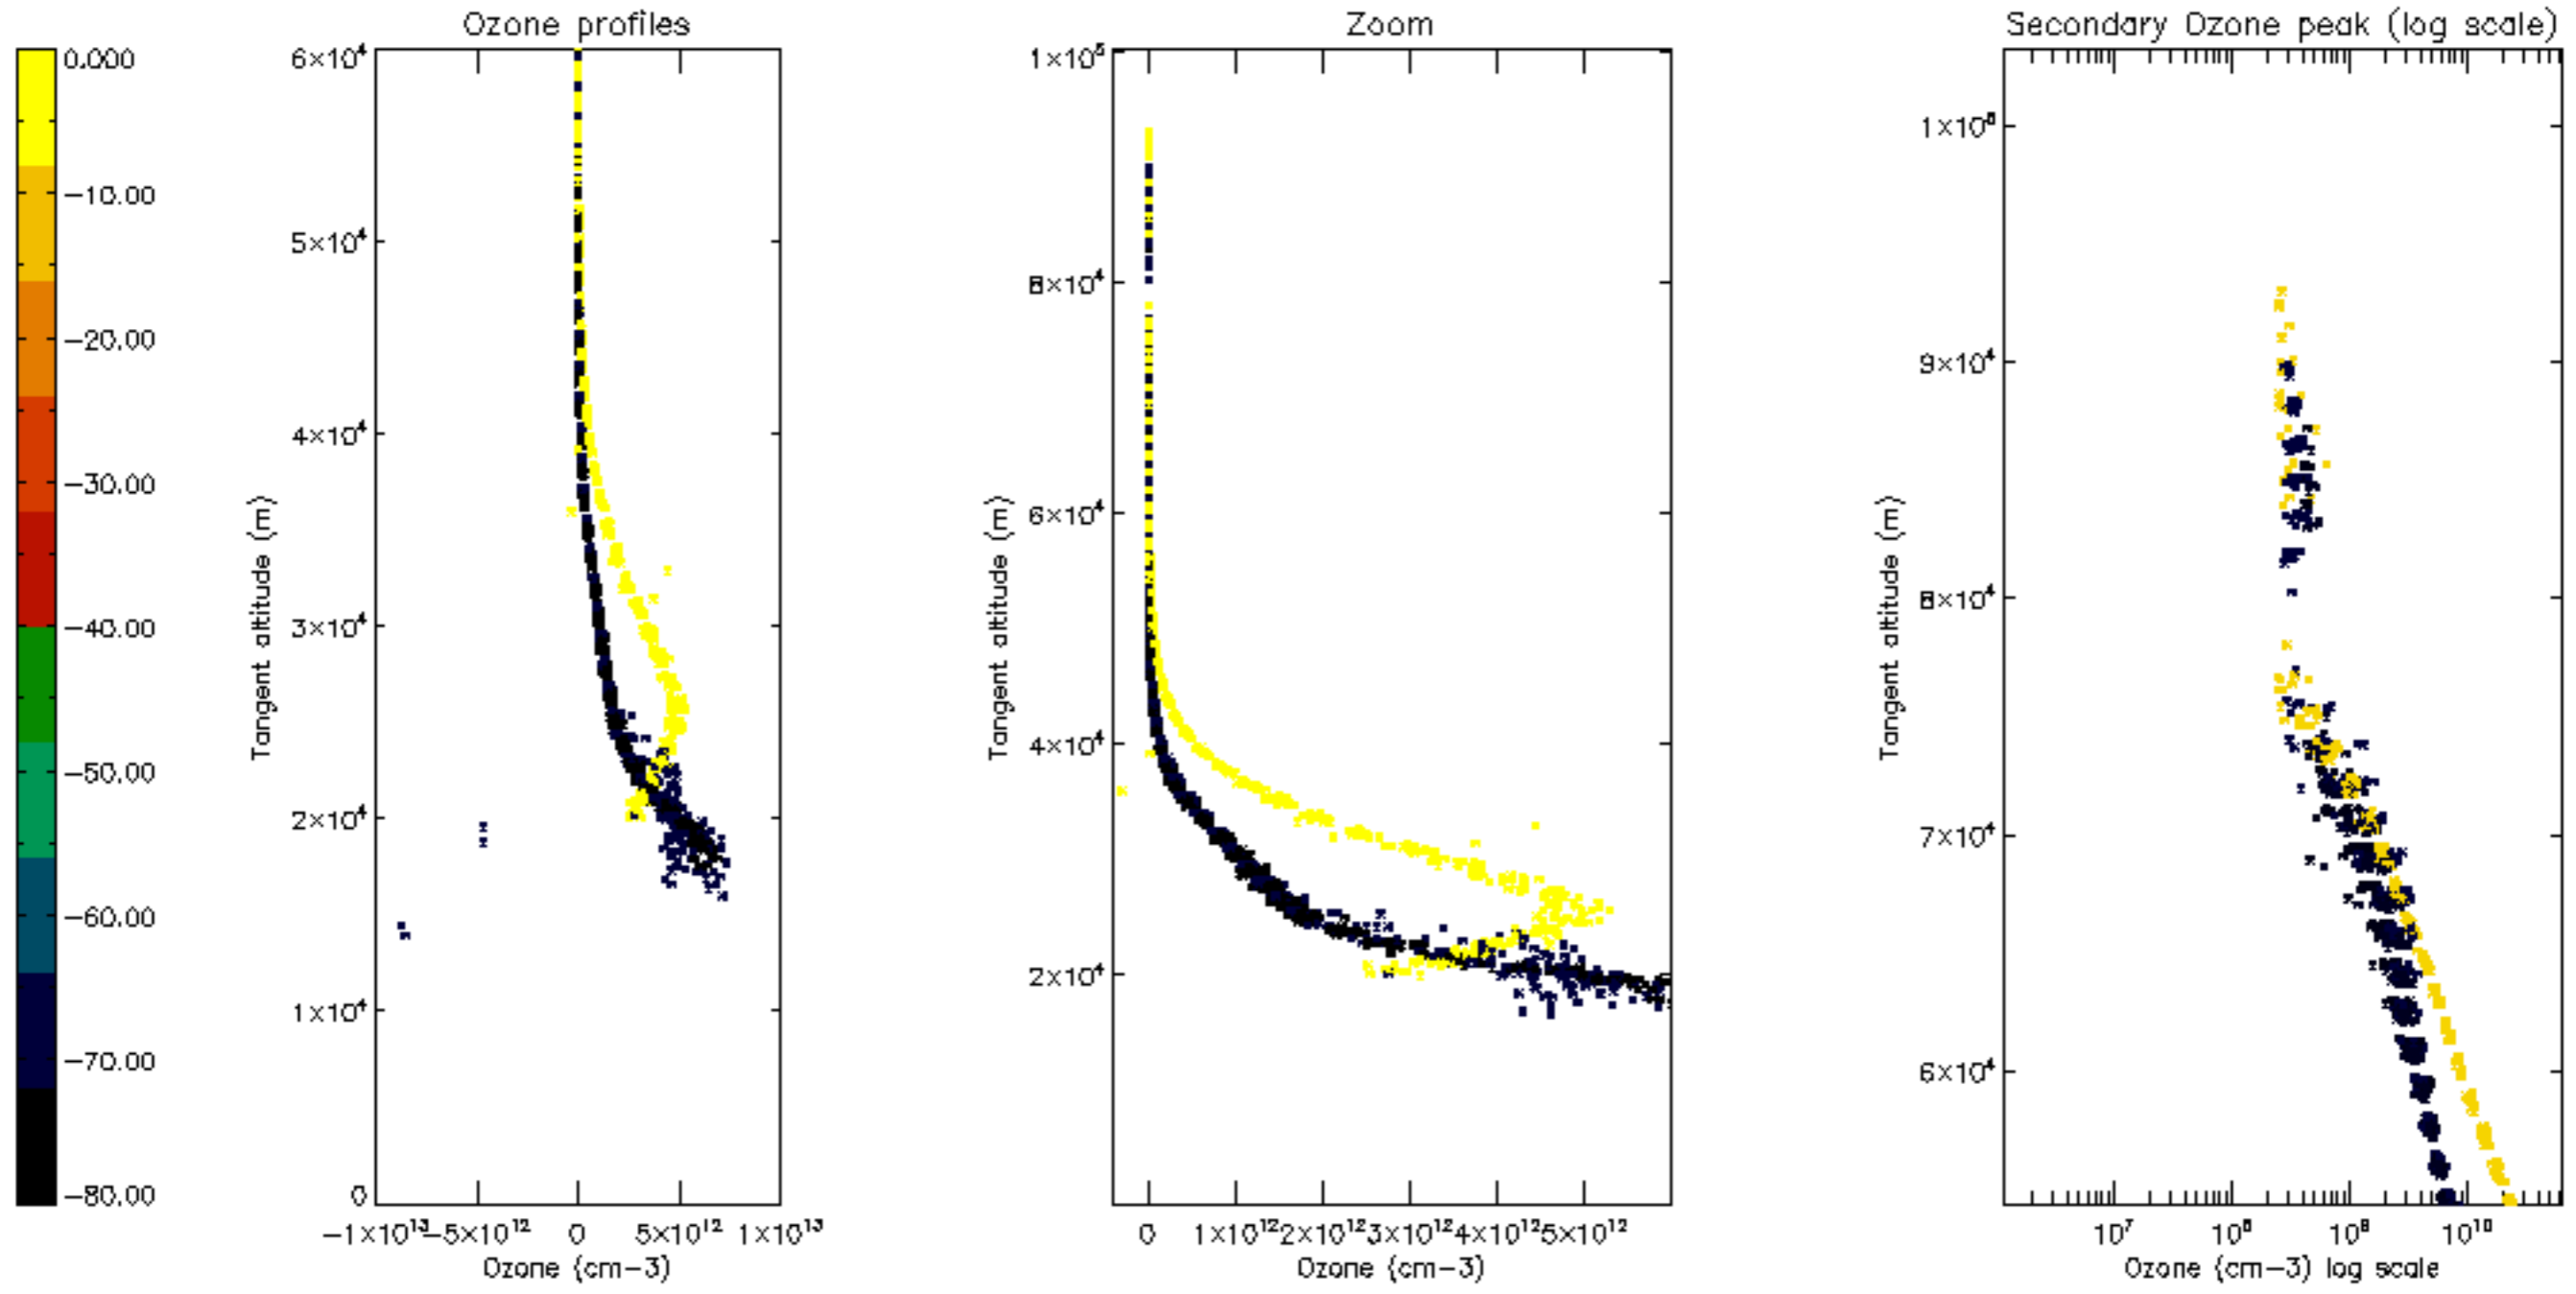 Ozone profiles
Zoom
Secondary Ozone peak (log scale)
0.000
-10.00
-20.00
-30.00
-40.00
-50.00
-60.00
-70.00
-80.00
6×10⁴
5×10⁴
4×10⁴
3×10⁴
2×10⁴
1×10⁴
0
Tangent altitude (m)
-1×10¹³ -5×10¹² 0 5×10¹² 1×10¹³
Ozone (cm-3)
1×10⁵
8×10⁴
6×10⁴
4×10⁴
2×10⁴
Tangent altitude (m)
0 1×10¹² 2×10¹² 3×10¹² 4×10¹² 5×10¹²
Ozone (cm-3)
1×10⁵
9×10⁴
8×10⁴
7×10⁴
6×10⁴
Tangent altitude (m)
10⁷ 10⁸ 10⁹ 10¹⁰
Ozone (cm-3) log scale